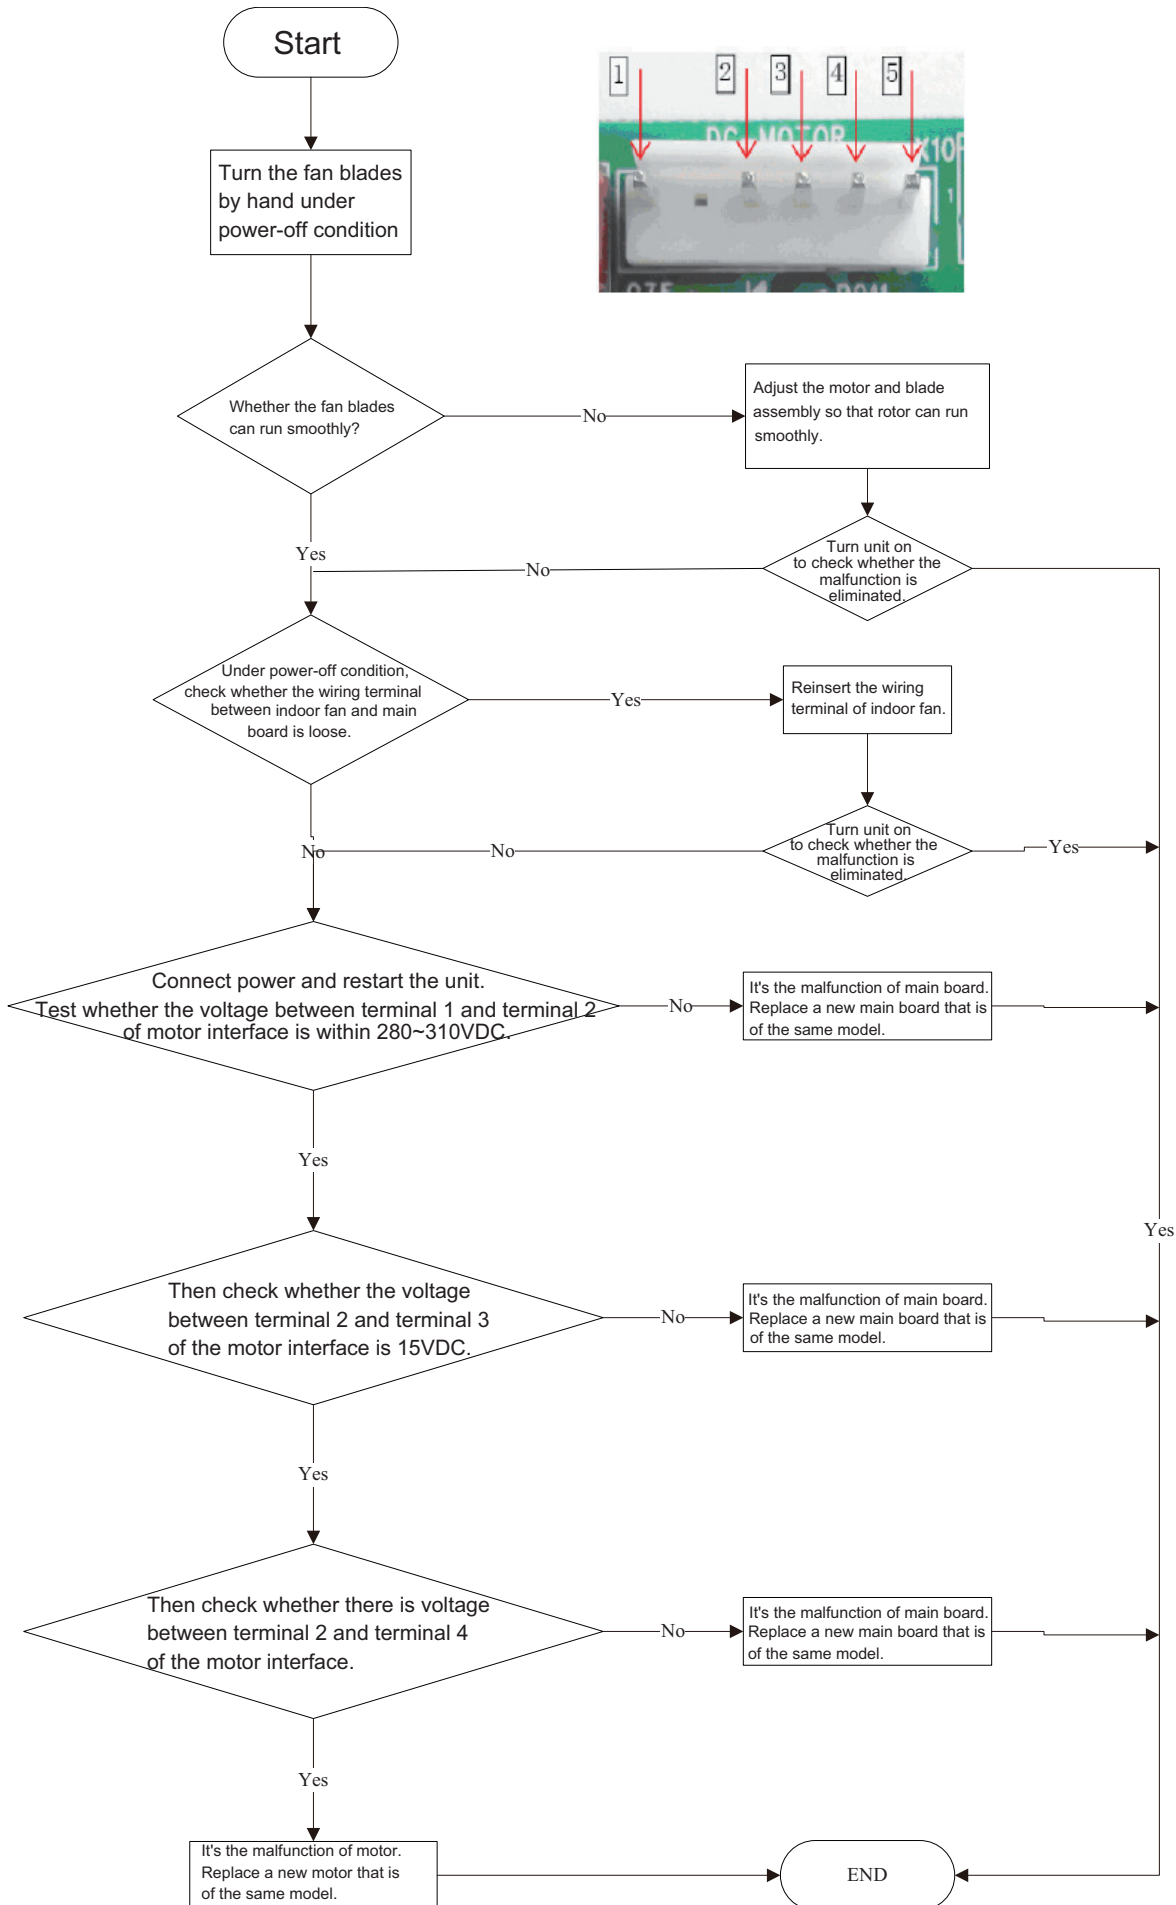 Start
1
2
3
4
5
DC MOTOR
Turn the fan blades
by hand under
power-off condition
Whether the fan blades
can run smoothly?
No
Adjust the motor and blade
assembly so that rotor can run
smoothly.
Yes
Turn unit on
to check whether the
malfunction is
eliminated.
No
Under power-off condition,
check whether the wiring terminal
between indoor fan and main
board is loose.
Yes
Reinsert the wiring
terminal of indoor fan.
No
No
Turn unit on
to check whether the
malfunction is
eliminated.
Yes
Connect power and restart the unit.
Test whether the voltage between terminal 1 and terminal 2
of motor interface is within 280~310VDC.
No
It's the malfunction of main board.
Replace a new main board that is
of the same model.
Yes
Yes
Then check whether the voltage
between terminal 2 and terminal 3
of the motor interface is 15VDC.
No
It's the malfunction of main board.
Replace a new main board that is
of the same model.
Yes
Then check whether there is voltage
between terminal 2 and terminal 4
of the motor interface.
No
It's the malfunction of main board.
Replace a new main board that is
of the same model.
Yes
It's the malfunction of motor.
Replace a new motor that is
of the same model.
END